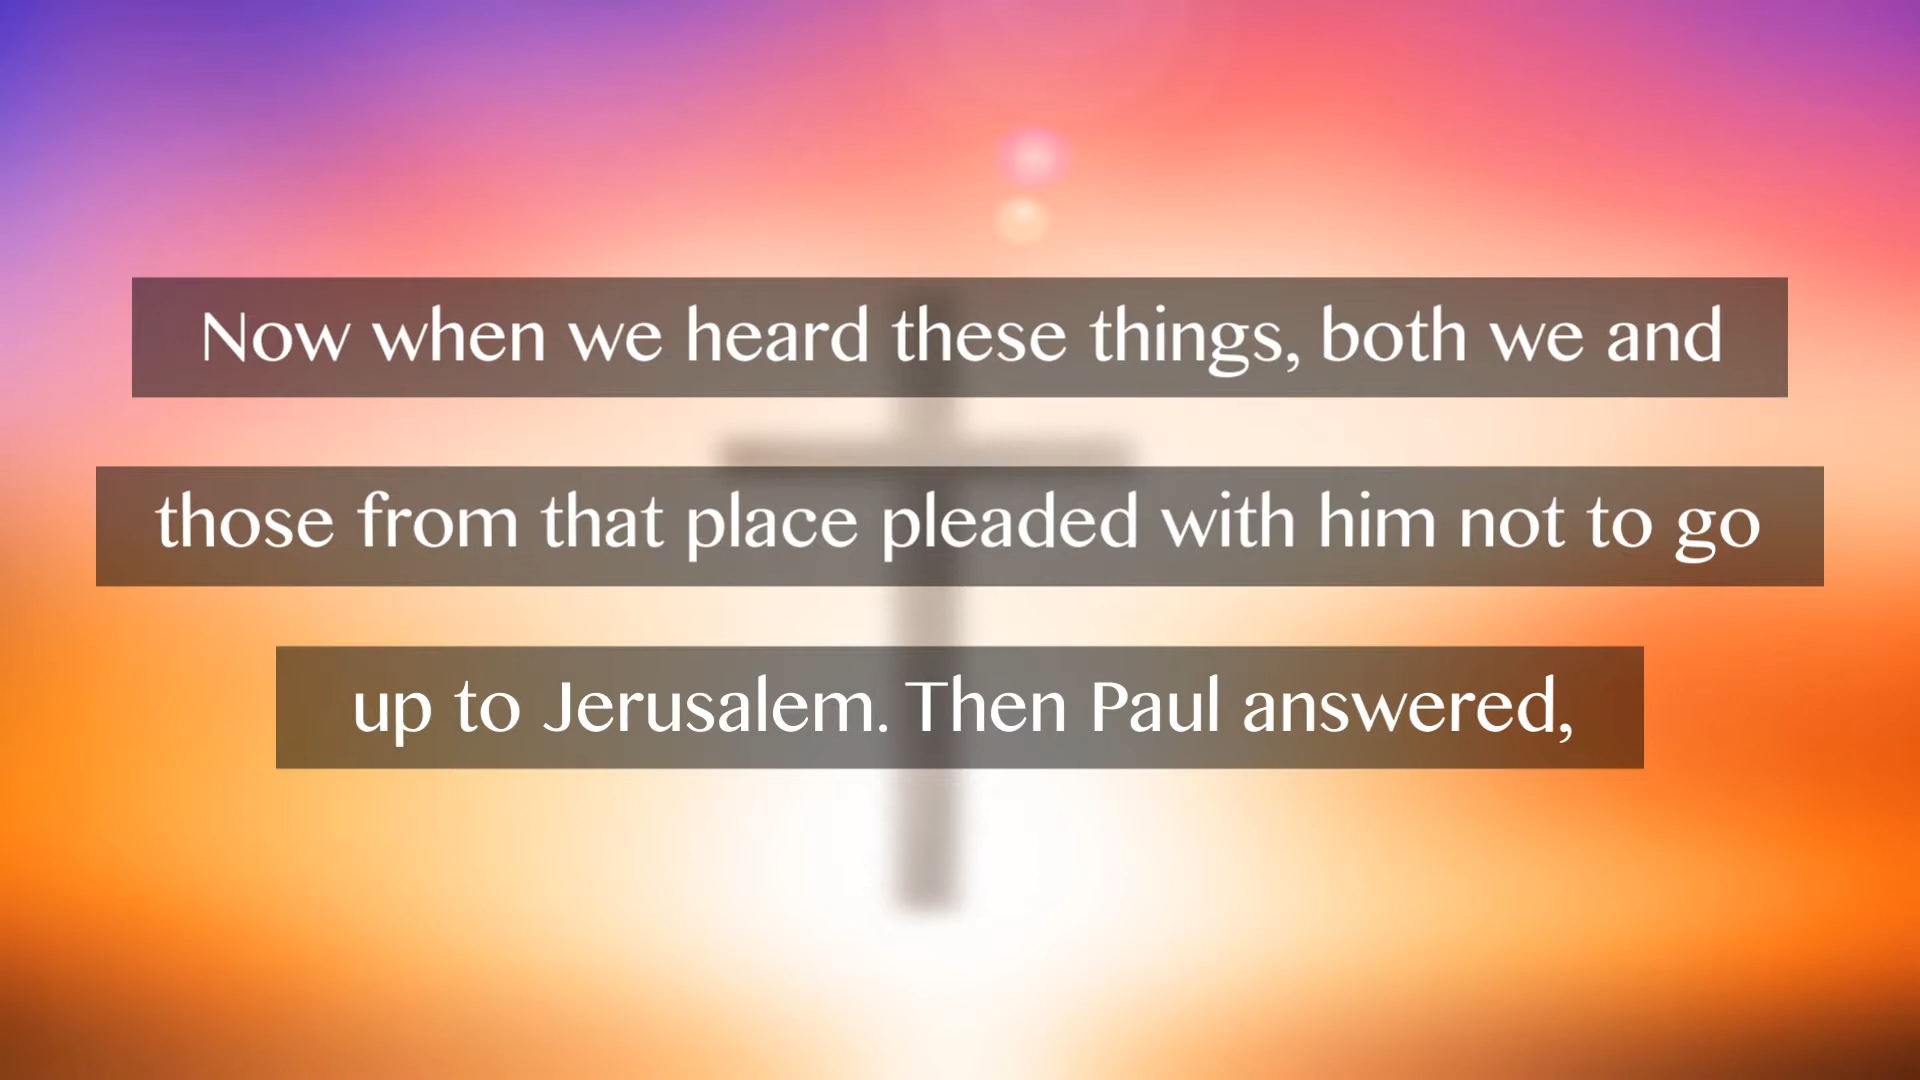 Now when we heard these things, both we and
those from that place pleaded with him not to go
up to Jerusalem. Then Paul answered,